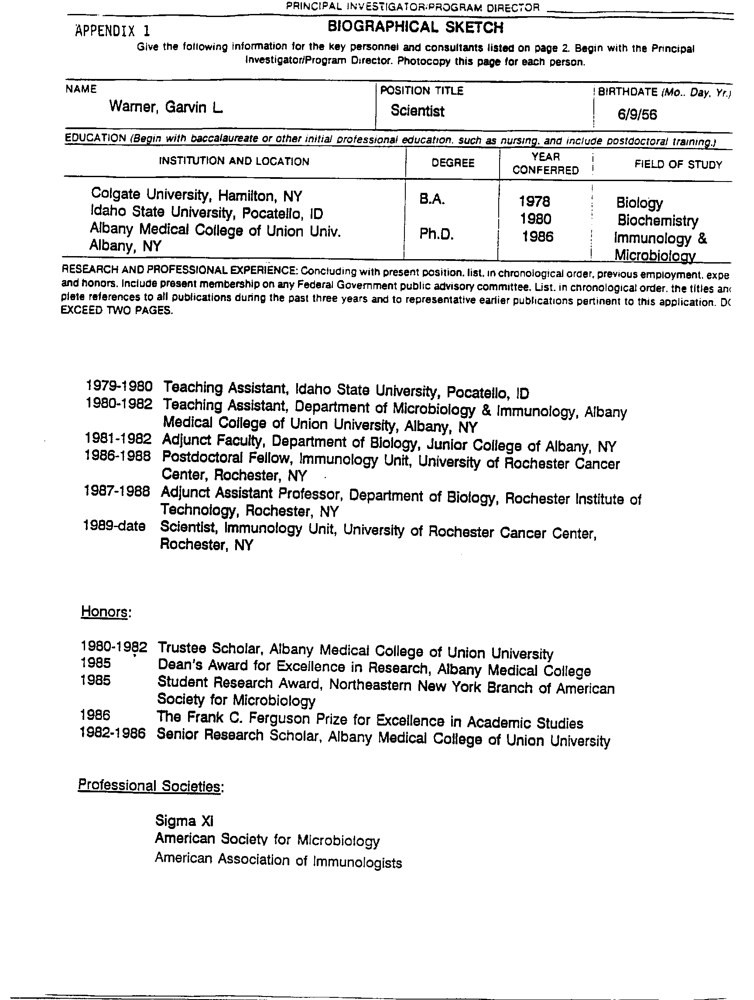 PRINCIPAL INVESTIGATOR/PROGRAM DIRECTOR
APPENDIX 1
BIOGRAPHICAL SKETCH
Give the following information for the key personnel and consultants listed on page 2. Begin with the Principal
Investigator/Program Director. Photocopy this page for each person.
NAME POSITION TITLE BIRTHDATE (Mo., Day, Yr.)
Warner, Garvin L. Scientist 6/9/56
EDUCATION (Begin with baccalaureate or other initial professional education, such as nursing, and include postdoctoral training.)
INSTITUTION AND LOCATION DEGREE YEAR CONFERRED FIELD OF STUDY
Colgate University, Hamilton, NY B.A. 1978 Biology
Idaho State University, Pocatello, ID 1980 Biochemistry
Albany Medical College of Union Univ. Ph.D. 1986 Immunology &
Albany, NY Microbiology
RESEARCH AND PROFESSIONAL EXPERIENCE: Concluding with present position, list, in chronological order, previous employment, expe
and honors. Include present membership on any Federal Government public advisory committee. List, in chronological order, the titles and
plete references to all publications during the past three years and to representative earlier publications pertinent to this application. DO
EXCEED TWO PAGES.
1979-1980 Teaching Assistant, Idaho State University, Pocatello, ID
1980-1982 Teaching Assistant, Department of Microbiology & Immunology, Albany
Medical College of Union University, Albany, NY
1981-1982 Adjunct Faculty, Department of Biology, Junior College of Albany, NY
1986-1988 Postdoctoral Fellow, Immunology Unit, University of Rochester Cancer
Center, Rochester, NY
1987-1988 Adjunct Assistant Professor, Department of Biology, Rochester Institute of
Technology, Rochester, NY
1989-date Scientist, Immunology Unit, University of Rochester Cancer Center,
Rochester, NY
Honors:
1980-1982 Trustee Scholar, Albany Medical College of Union University
1985 Dean's Award for Excellence in Research, Albany Medical College
1985 Student Research Award, Northeastern New York Branch of American
Society for Microbiology
1986 The Frank C. Ferguson Prize for Excellence in Academic Studies
1982-1986 Senior Research Scholar, Albany Medical College of Union University
Professional Societies:
Sigma Xi
American Society for Microbiology
American Association of Immunologists